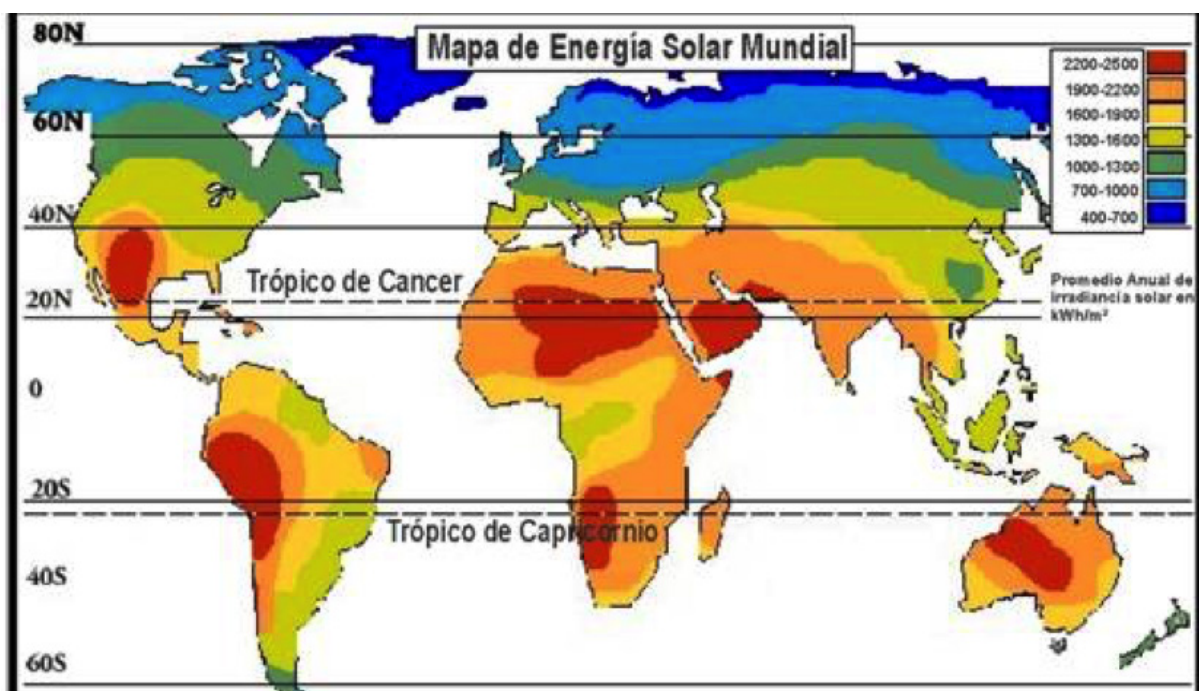 80N
Mapa de Energía Solar Mundial
2200-2500
1900-2200
1600-1900
1300-1600
1000-1300
700-1000
400-700
60N
40N
Trópico de Cancer
Promedio Anual de
irradiancia solar en
kWh/m²
20N
0
20S
Trópico de Capricornio
40S
60S